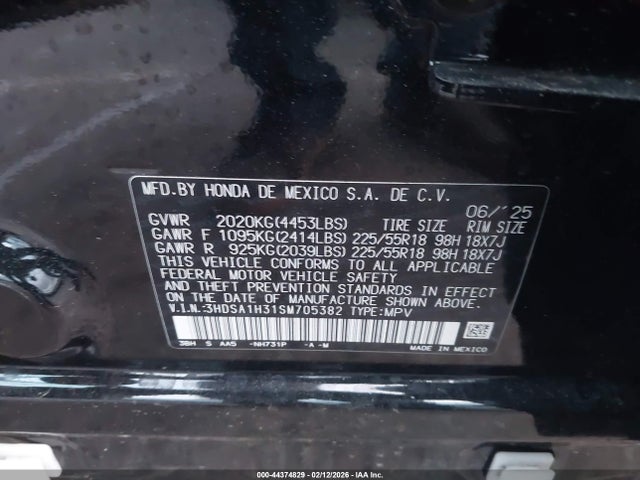 MFD.BY HONDA DE MEXICO S.A. DE C.V.
06/'25
GVWR 2020KG(4453LBS) TIRE SIZE RIM SIZE
GAWR F 1095KG(2414LBS) 225/55R18 98H 18X7J
GAWR R 925KG(2039LBS) 225/55R18 98H 18X7J
THIS VEHICLE CONFORMS TO ALL APPLICABLE
FEDERAL MOTOR VEHICLE SAFETY
AND THEFT PREVENTION STANDARDS IN EFFECT
ON THE DATE OF MANUFACTURE SHOWN ABOVE.
V.I.N.:3HDSA1H31SM705382 TYPE:MPV
3BH S AA5 -NH731P -A-M
MADE IN MEXICO
000-44374829 - 02/12/2026 - IAA Inc.